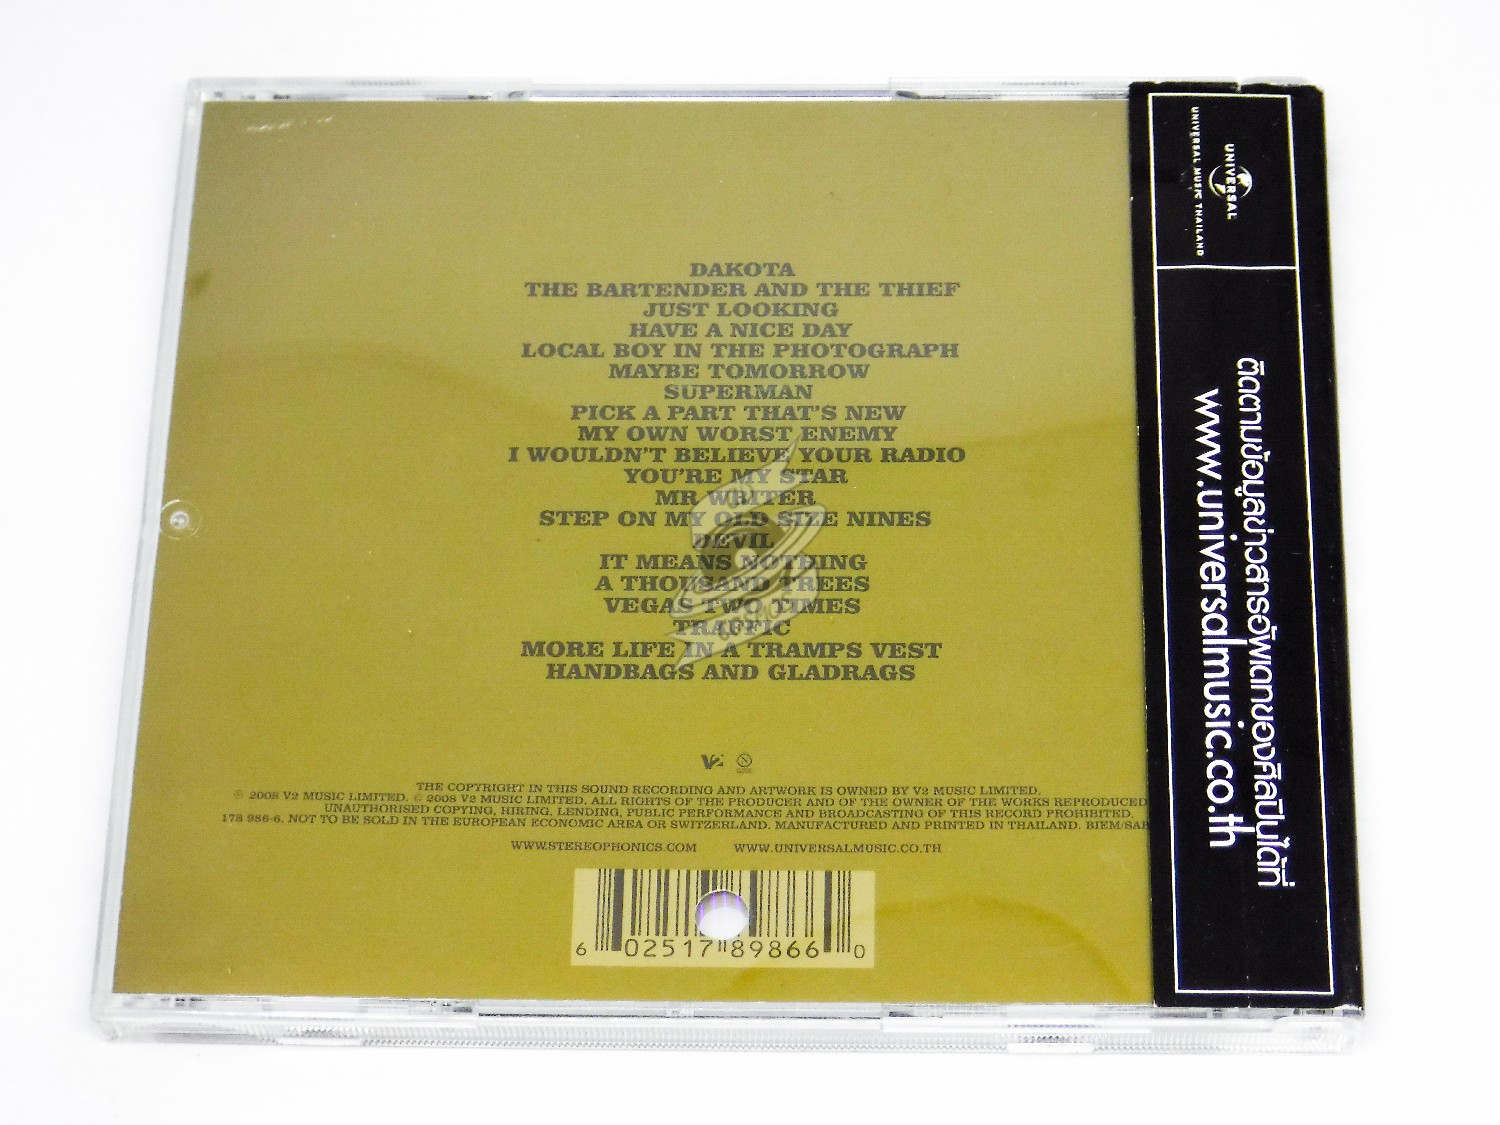 DAKOTA
THE BARTENDER AND THE THIEF
JUST LOOKING
HAVE A NICE DAY
LOCAL BOY IN THE PHOTOGRAPH
MAYBE TOMORROW
SUPERMAN
PICK A PART THAT'S NEW
MY OWN WORST ENEMY
I WOULDN'T BELIEVE YOUR RADIO
YOU'RE MY STAR
MR WRITER
STEP ON MY OLD SIZE NINES
DEVIL
IT MEANS NOTHING
A THOUSAND TREES
VEGAS TWO TIMES
TRAFFIC
MORE LIFE IN A TRAMPS VEST
HANDBAGS AND GLADRAGS
V2
THE COPYRIGHT IN THIS SOUND RECORDING AND ARTWORK IS OWNED BY V2 MUSIC LIMITED.
℗ 2008 V2 MUSIC LIMITED. © 2008 V2 MUSIC LIMITED. ALL RIGHTS OF THE PRODUCER AND OF THE OWNER OF THE WORKS REPRODUCED
UNAUTHORISED COPYING, HIRING, LENDING, PUBLIC PERFORMANCE AND BROADCASTING OF THIS RECORD PROHIBITED.
178 986-6. NOT TO BE SOLD IN THE EUROPEAN ECONOMIC AREA OR SWITZERLAND. MANUFACTURED AND PRINTED IN THAILAND. BIEM/SAB
WWW.STEREOPHONICS.COM WWW.UNIVERSALMUSIC.CO.TH
6 02517 89866 0
UNIVERSAL
UNIVERSAL MUSIC THAILAND
ติดตามข้อมูลข่าวสารอัพเดทของศิลปินได้ที่
www.universalmusic.co.th